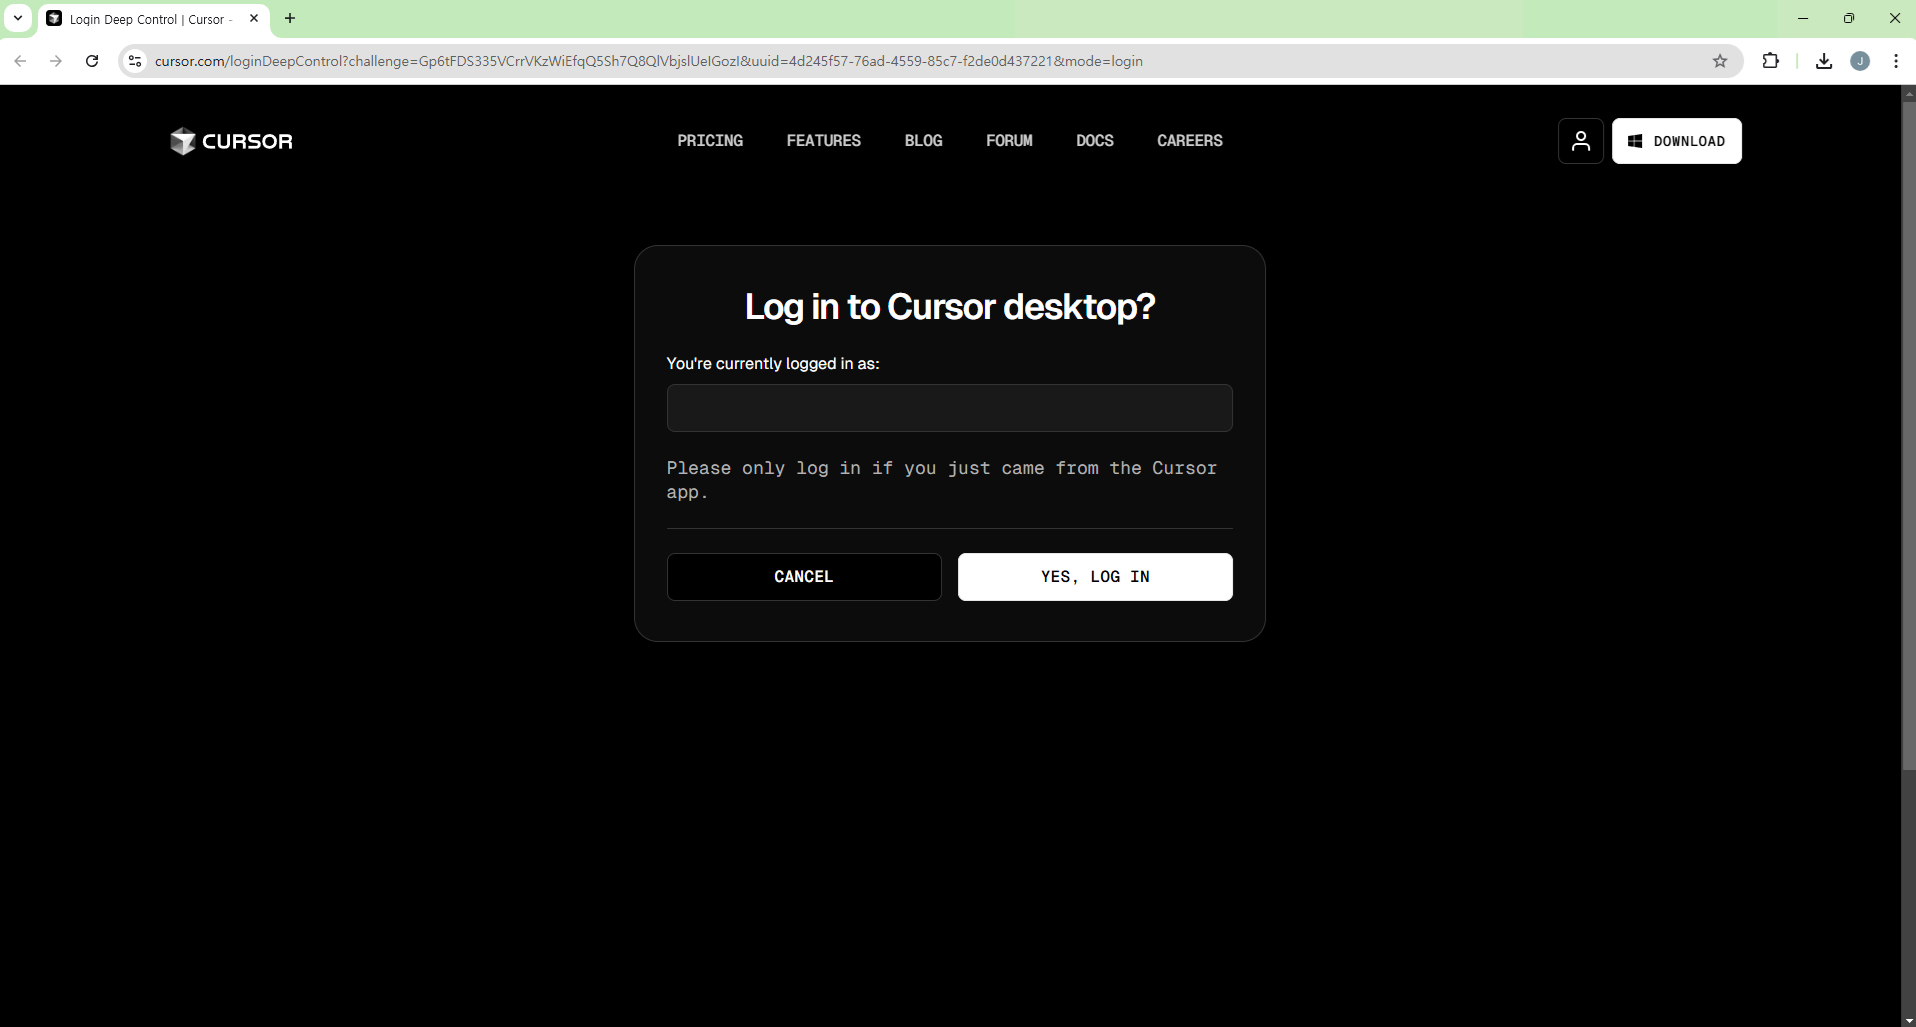 Login Deep Control | Cursor -
cursor.com/loginDeepControl?challenge=Gp6tFDS335VCrrVKzWiEfqQ5Sh7Q8QlVbjslUeIGozI&uuid=4d245f57-76ad-4559-85c7-f2de0d437221&mode=login
J
CURSOR
PRICING
FEATURES
BLOG
FORUM
DOCS
CAREERS
DOWNLOAD
Log in to Cursor desktop?
You're currently logged in as:
Please only log in if you just came from the Cursor
app.
CANCEL
YES, LOG IN